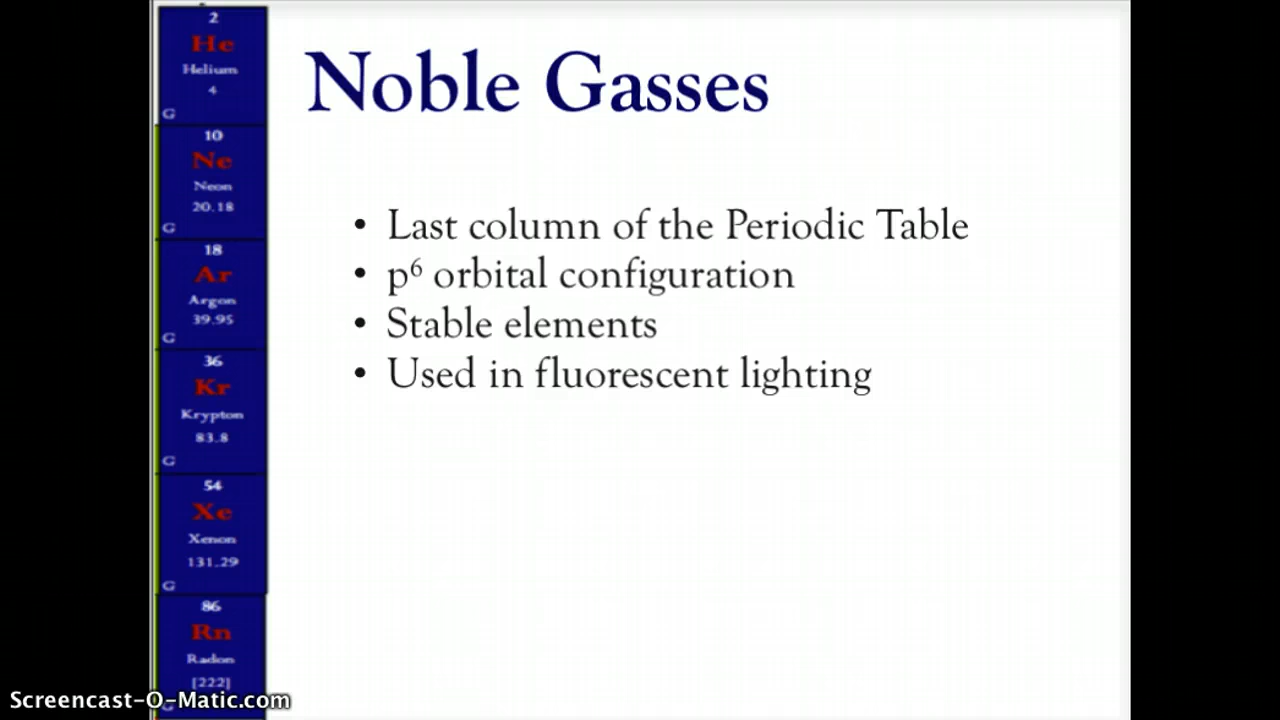 2
He
Helium
4
G
10
Ne
Neon
20.18
G
18
Ar
Argon
39.95
G
36
Kr
Krypton
83.8
G
54
Xe
Xenon
131.29
G
86
Rn
Radon
[222]
G
Noble Gasses
• Last column of the Periodic Table
• p⁶ orbital configuration
• Stable elements
• Used in fluorescent lighting
Screencast-O-Matic.com